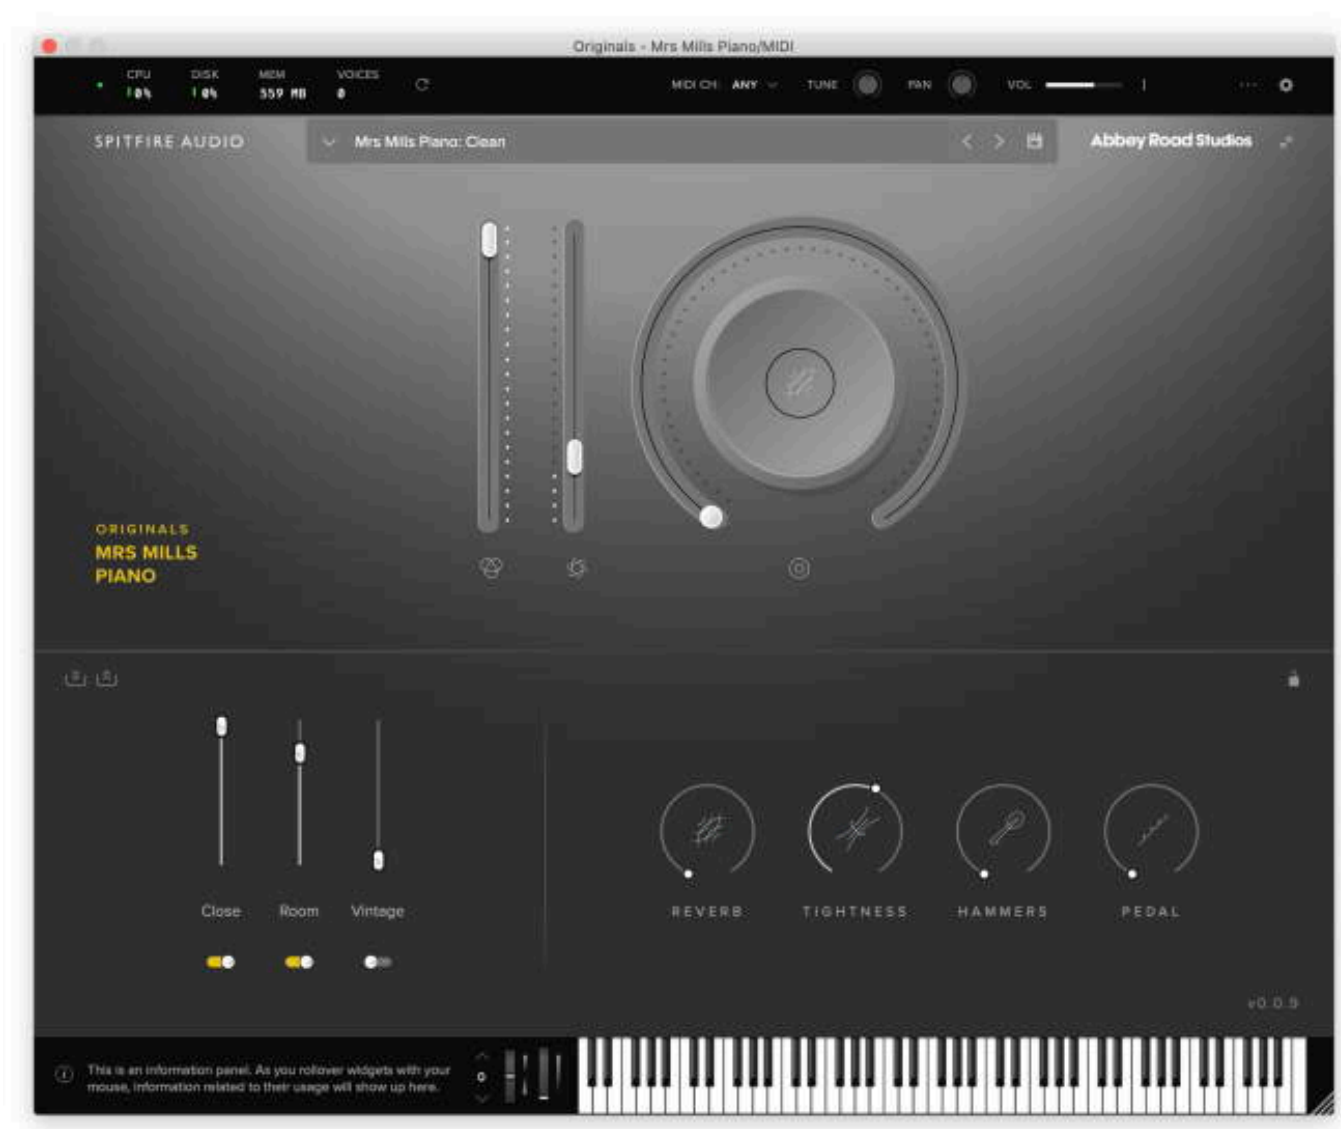 Originals - Mrs Mills Piano/MIDI
CPU DISK MEM VOICES
0% 0% 559 MB 0
MIDI CH: ANY TUNE PAN VOL
SPITFIRE AUDIO
Mrs Mills Piano: Clean
Abbey Road Studios
ORIGINALS
MRS MILLS
PIANO
Close Room Vintage
REVERB TIGHTNESS HAMMERS PEDAL
v0.0.9
This is an information panel. As you rollover widgets with your
mouse, information related to their usage will show up here.
0